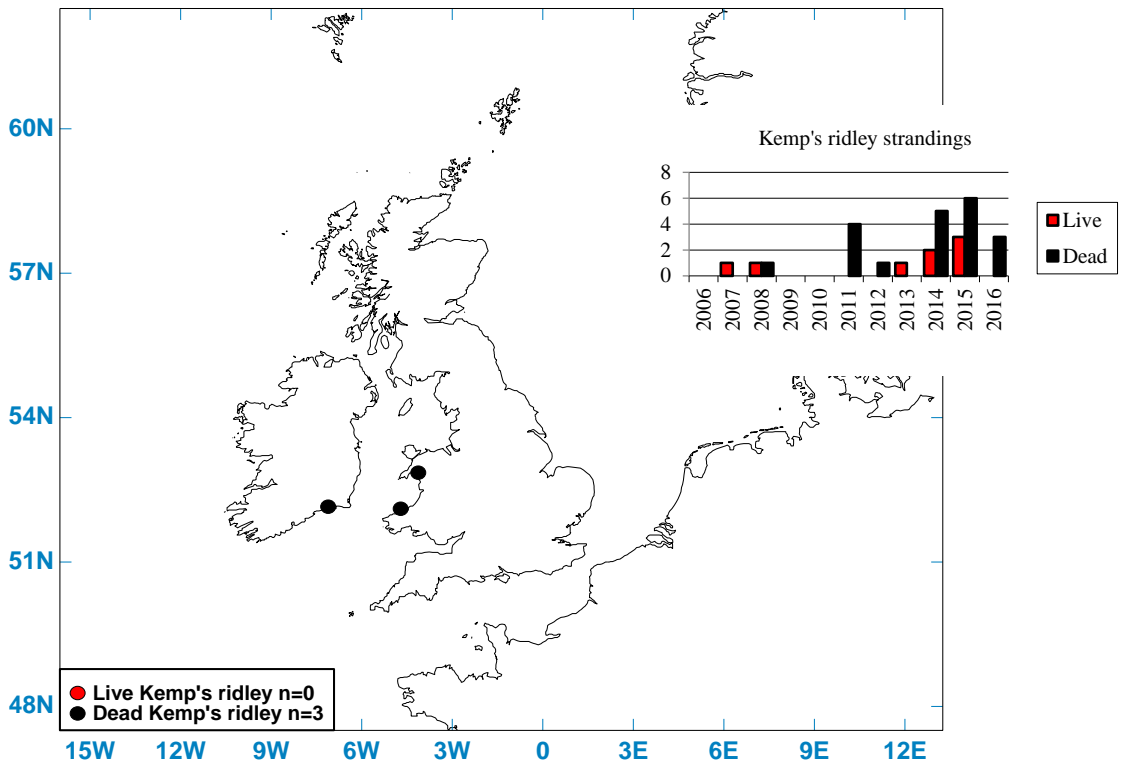 60N
57N
54N
51N
48N
15W 12W 9W 6W 3W 0 3E 6E 9E 12E
Kemp's ridley strandings
8
6
4
2
0
2006 2007 2008 2009 2010 2011 2012 2013 2014 2015 2016
Live
Dead
Live Kemp's ridley n=0
Dead Kemp's ridley n=3